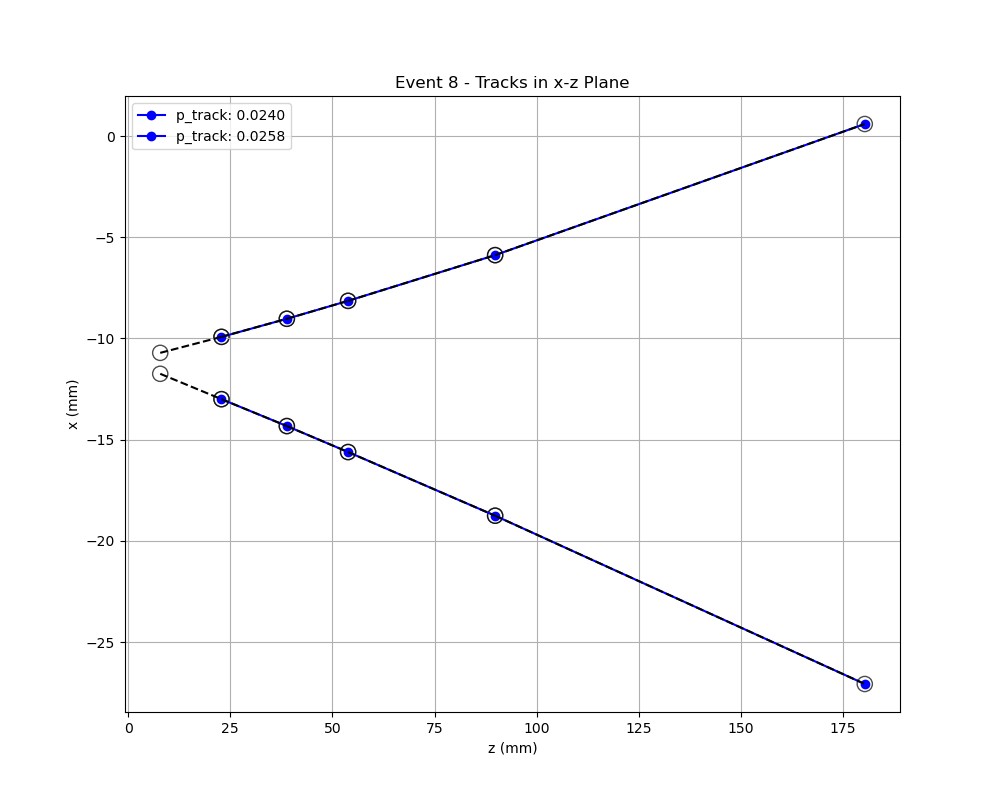 Event 8 - Tracks in x-z Plane
p_track: 0.0240
p_track: 0.0258
0
−5
−10
−15
−20
−25
x (mm)
0 25 50 75 100 125 150 175
z (mm)